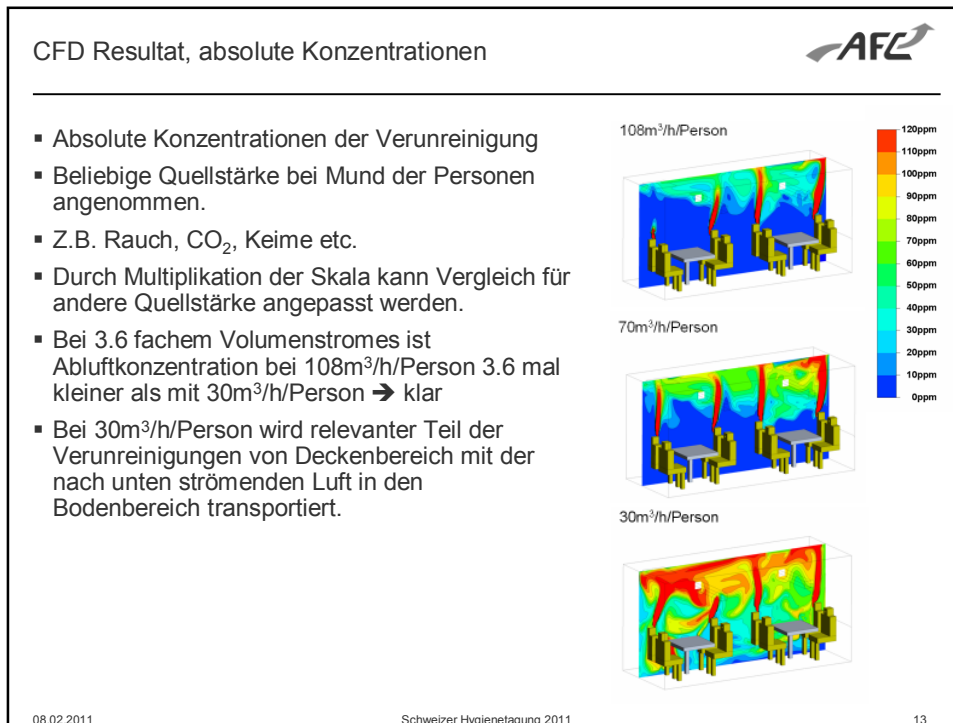 CFD Resultat, absolute Konzentrationen
AFC
▪ Absolute Konzentrationen der Verunreinigung
▪ Beliebige Quellstärke bei Mund der Personen
angenommen.
▪ Z.B. Rauch, CO₂, Keime etc.
▪ Durch Multiplikation der Skala kann Vergleich für
andere Quellstärke angepasst werden.
▪ Bei 3.6 fachem Volumenstromes ist
Abluftkonzentration bei 108m³/h/Person 3.6 mal
kleiner als mit 30m³/h/Person ➔ klar
▪ Bei 30m³/h/Person wird relevanter Teil der
Verunreinigungen von Deckenbereich mit der
nach unten strömenden Luft in den
Bodenbereich transportiert.
108m³/h/Person
70m³/h/Person
30m³/h/Person
120ppm
110ppm
100ppm
90ppm
80ppm
70ppm
60ppm
50ppm
40ppm
30ppm
20ppm
10ppm
0ppm
08.02.2011
Schweizer Hygienetagung 2011
13